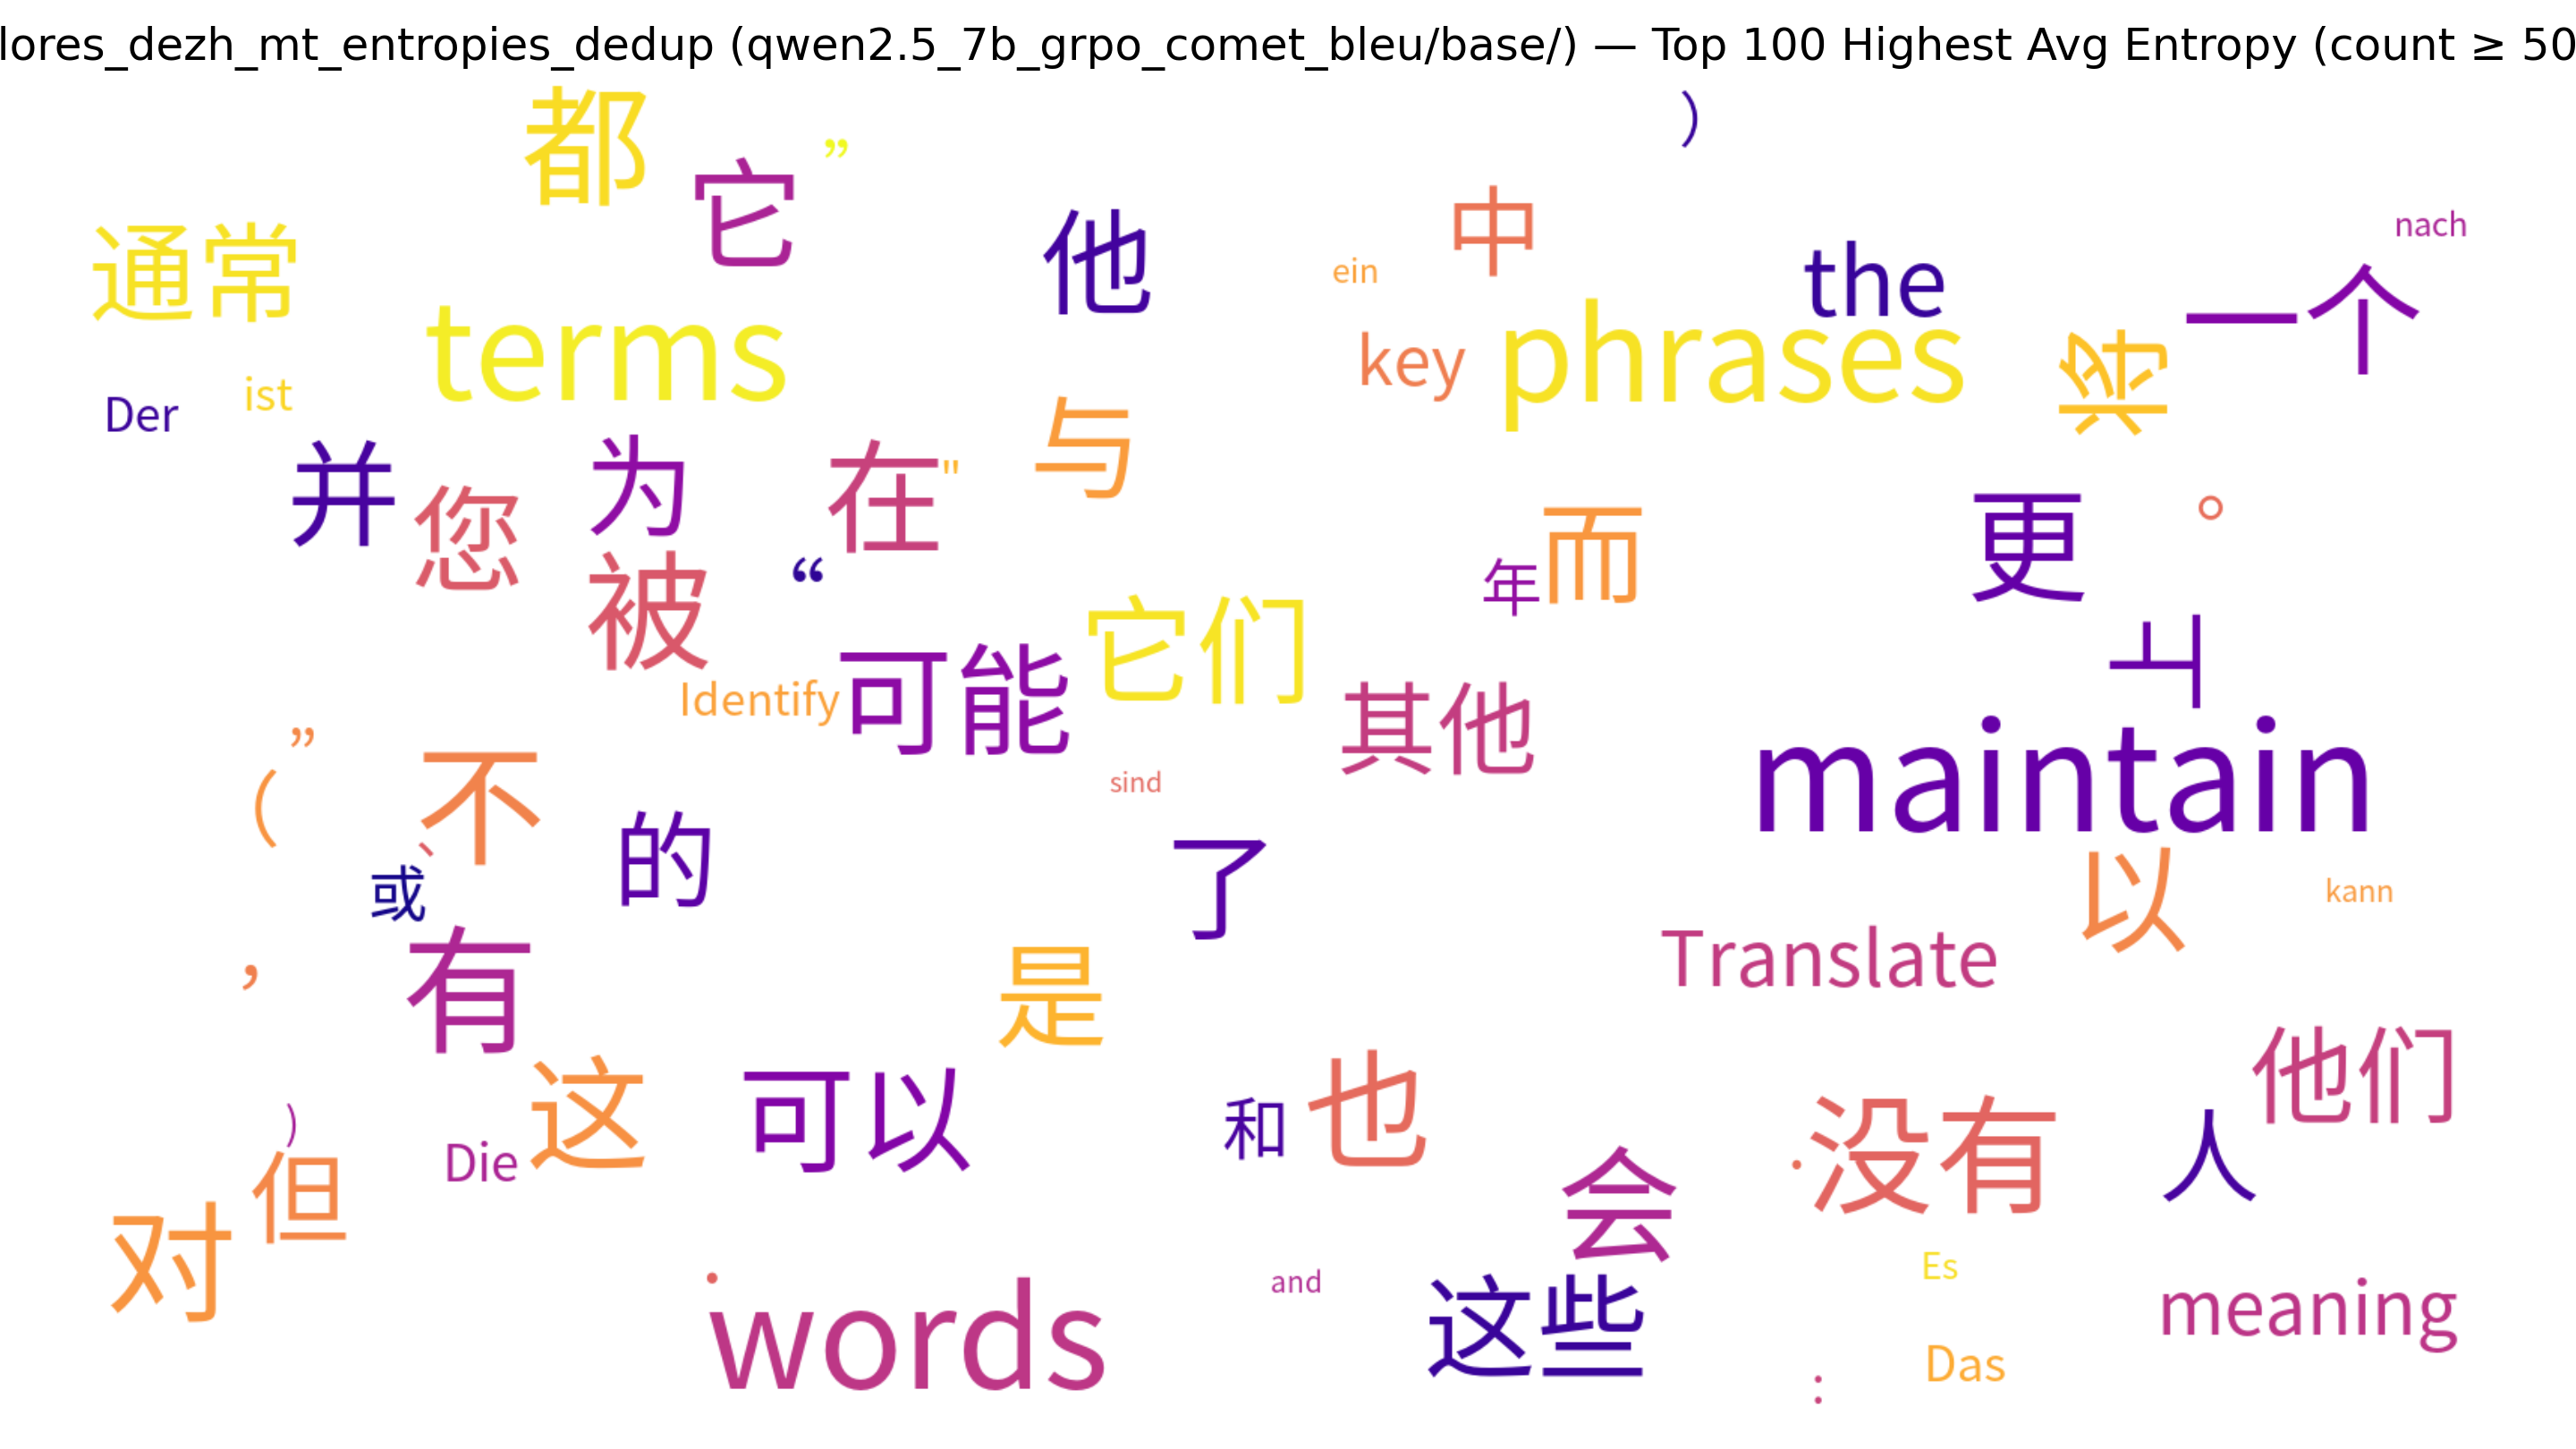 lores_dezh_mt_entropies_dedup (qwen2.5_7b_grpo_comet_bleu/base/) — Top 100 Highest Avg Entropy (count ≥ 50
都
”
)
它
中
nach
通常
他
ein
the
一个
terms
key
phrases
将
Der
ist
并
为
在
"
与
您
更
。
被
“
年
而
它们
上
Identify
可能
其他
”
maintain
(
不
sind
、
的
了
以
或
kann
有
Translate
,
是
他们
这
可以
和
也
)
Die
没有
人
但
会
·
对
Es
.
words
and
这些
meaning
Das
: